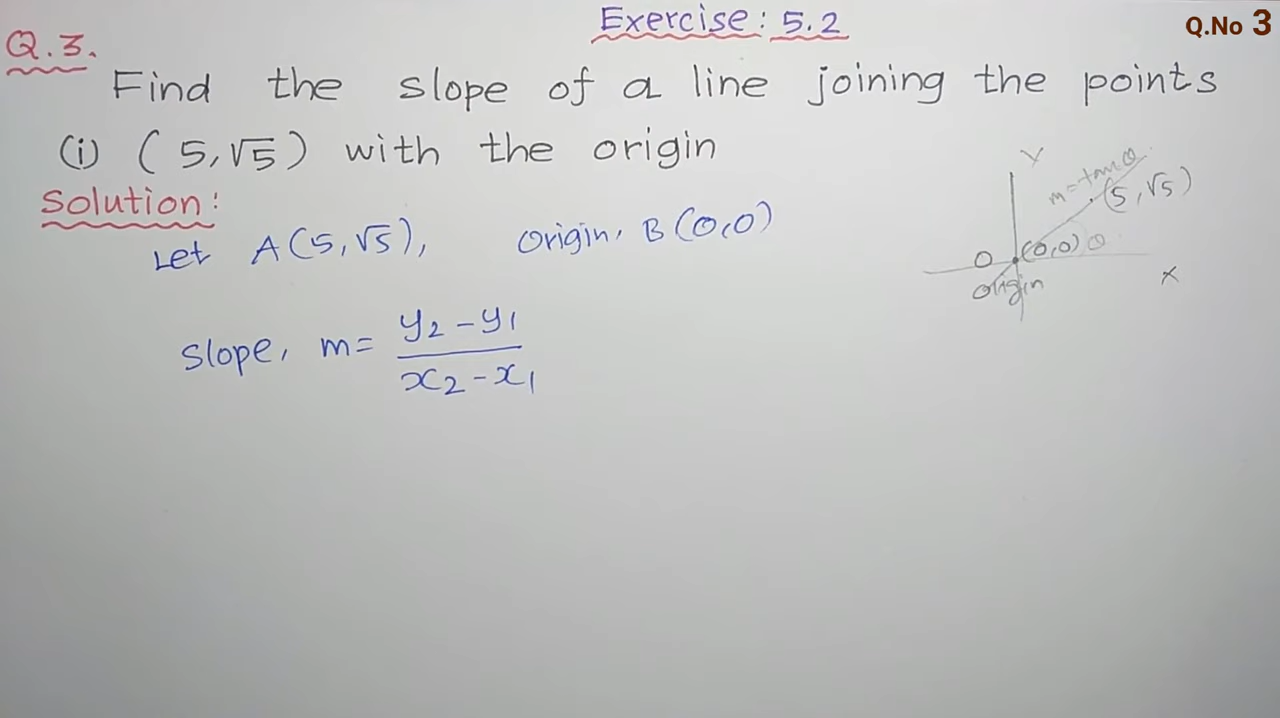 Exercise: 5.2
Q.No 3
Q.3.
Find the slope of a line joining the points
(i) (5,√5) with the origin
Solution:
Let A(5,√5), Origin, B(0,0)
Slope, m= y₂-y₁
x₂-x₁
Y
m=tanθ
(5,√5)
O (0,0) θ
origin
X